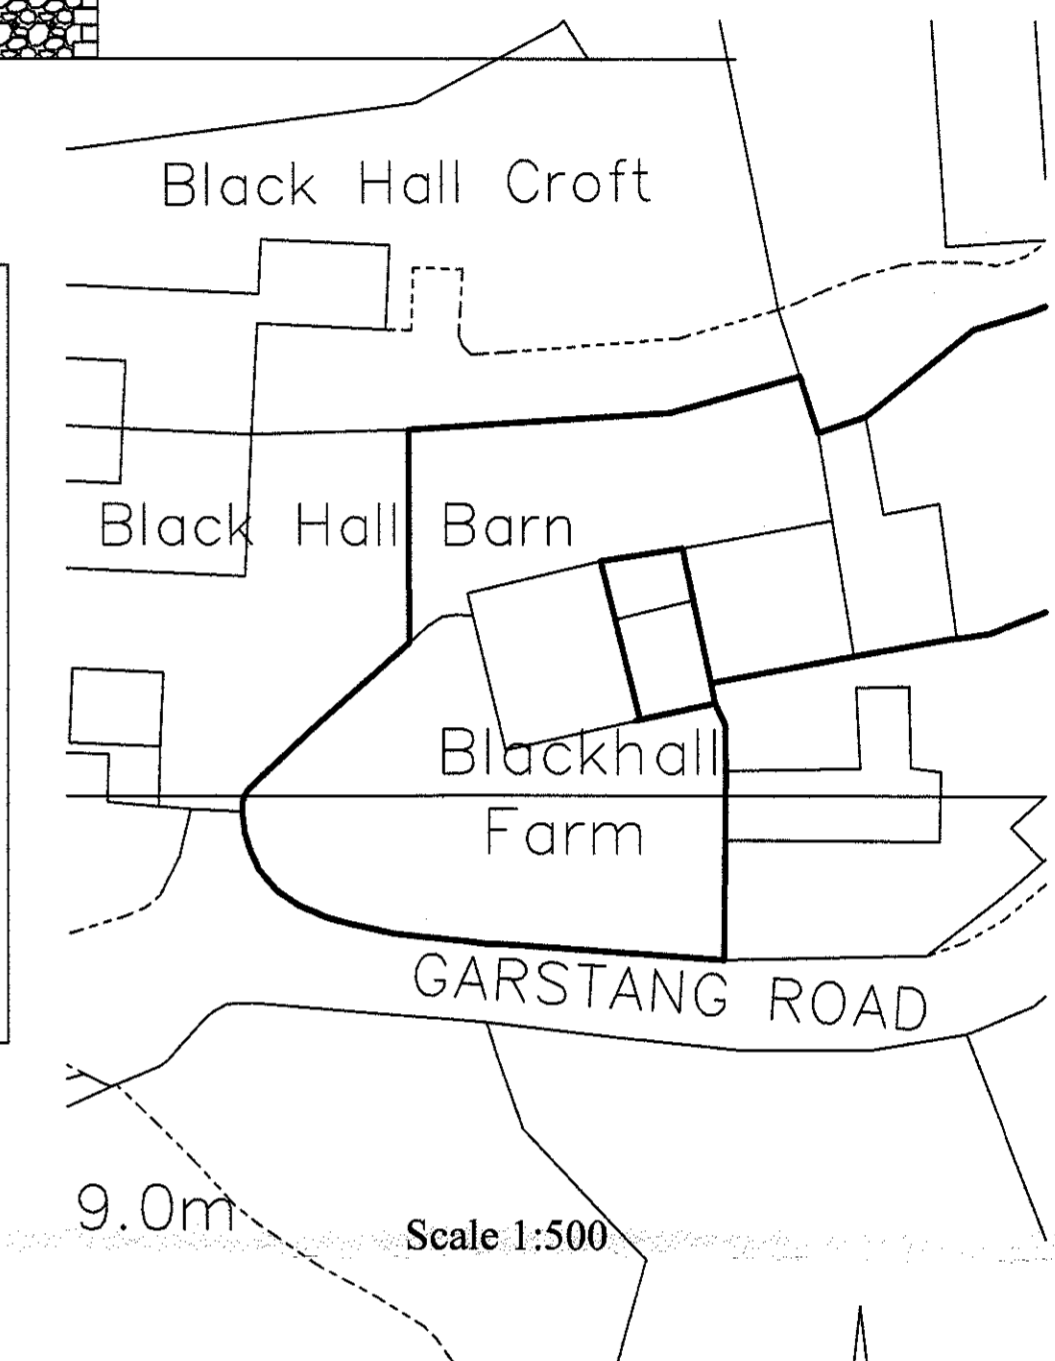 Black Hall Croft
Black Hall Barn
Blackhall
Farm
GARSTANG ROAD
9.0m
Scale 1:500